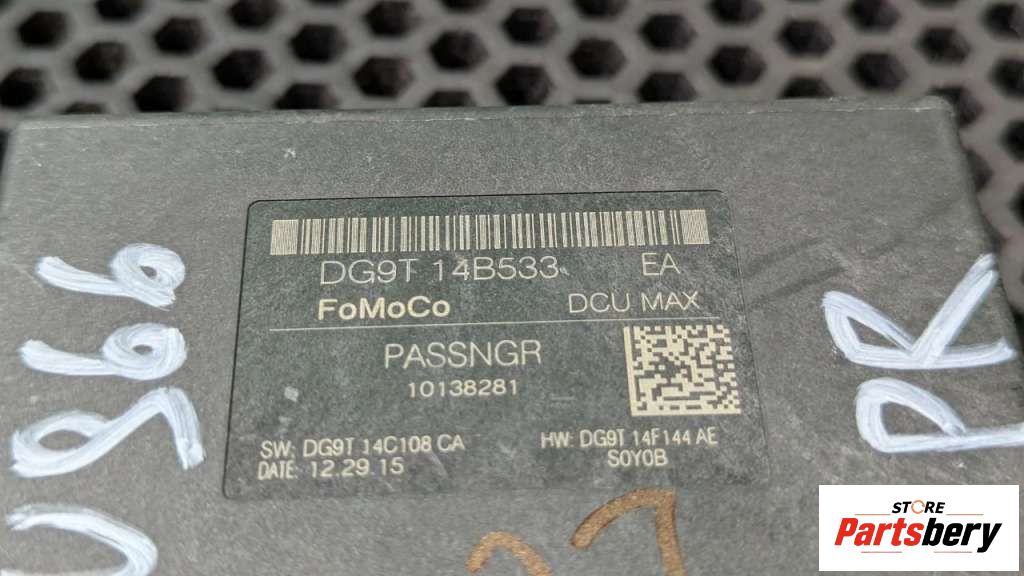 DG9T 14B533 EA
FoMoCo DCU MAX
PASSNGR
10138281
SW: DG9T 14C108 CA HW: DG9T 14F144 AE
DATE: 12.29.15 S0Y0B
PR
STORE
Partsbery